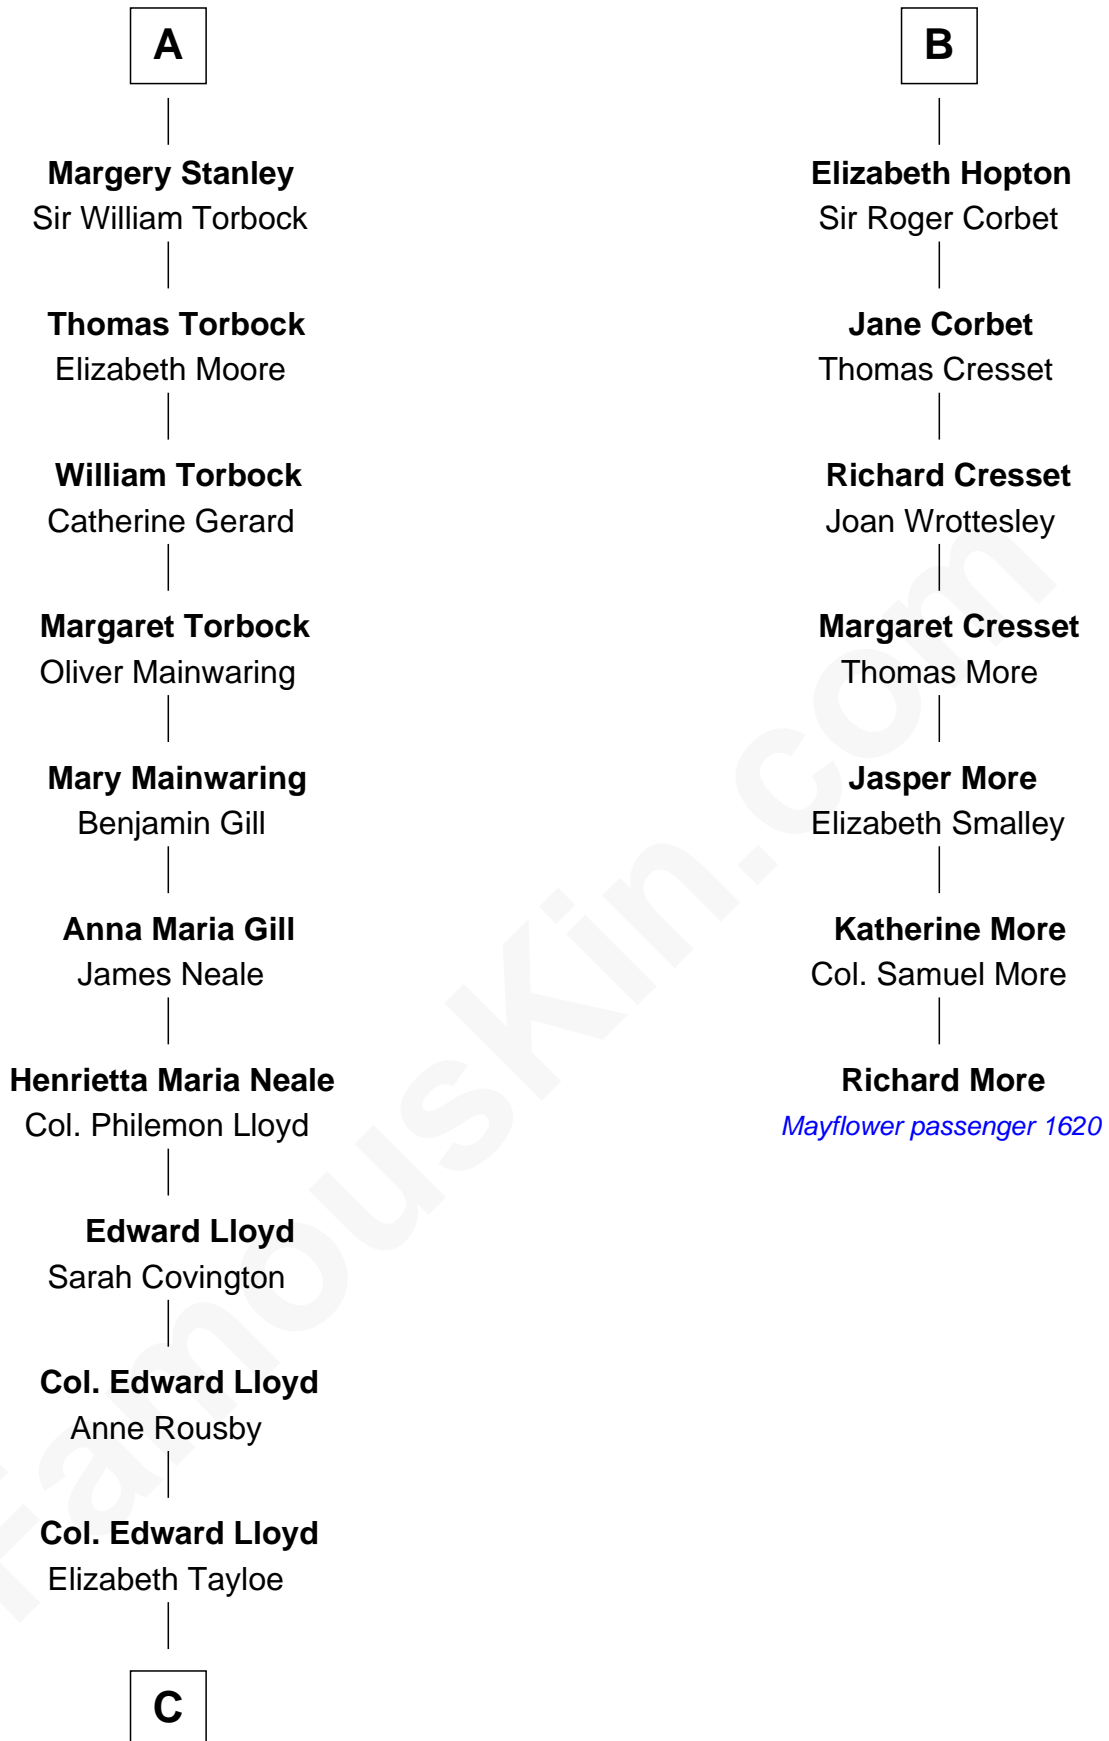 A
Margery Stanley
Sir William Torbock
Thomas Torbock
Elizabeth Moore
William Torbock
Catherine Gerard
Margaret Torbock
Oliver Mainwaring
Mary Mainwaring
Benjamin Gill
Anna Maria Gill
James Neale
Henrietta Maria Neale
Col. Philemon Lloyd
Edward Lloyd
Sarah Covington
Col. Edward Lloyd
Anne Rousby
Col. Edward Lloyd
Elizabeth Tayloe
C
B
Elizabeth Hopton
Sir Roger Corbet
Jane Corbet
Thomas Cresset
Richard Cresset
Joan Wrottesley
Margaret Cresset
Thomas More
Jasper More
Elizabeth Smalley
Katherine More
Col. Samuel More
Richard More
Mayflower passenger 1620
FamousKin.com